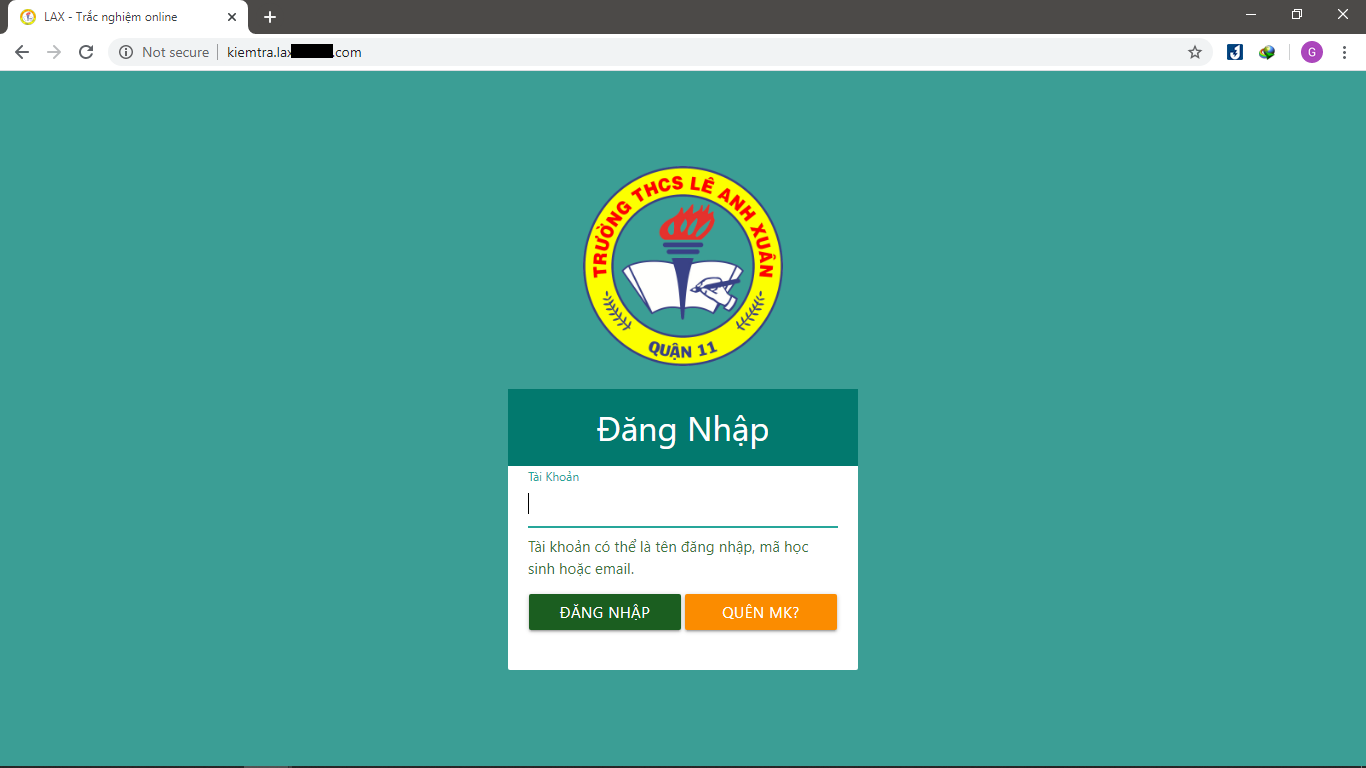 LAX - Trắc nghiệm online
Not secure
kiemtra.lax
.com
G
TRƯỜNG THCS LÊ ANH XUÂN
QUẬN 11
Đăng Nhập
Tài Khoản
Tài khoản có thể là tên đăng nhập, mã học
sinh hoặc email.
ĐĂNG NHẬP
QUÊN MK?